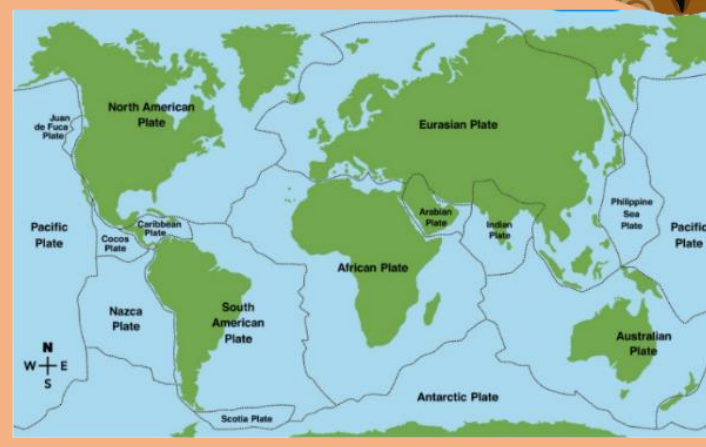 North American
Plate
Eurasian Plate
Juan
de Fuca
Plate
Philippine
Sea
Plate
Arabian
Plate
Indian
Plate
Caribbean
Plate
Cocos
Plate
Pacific
Plate
Pacific
Plate
African Plate
Nazca
Plate
South
American
Plate
Australian
Plate
N
W E
S
Antarctic Plate
Scotia Plate